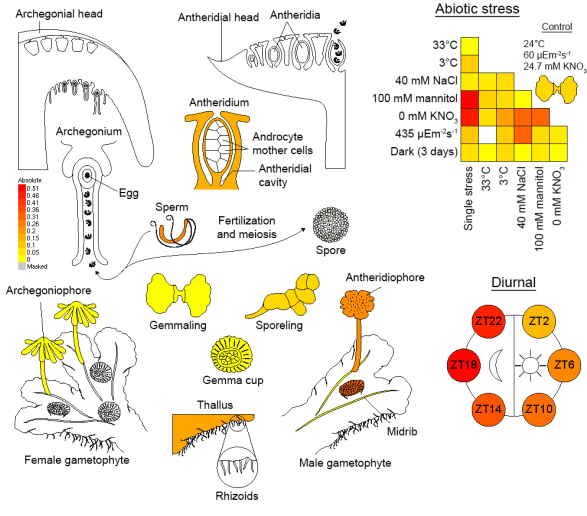 Archegonial head
Antheridial head
Antheridia
Antheridium
Androcyte
mother cells
Antheridial
cavity
Archegonium
Egg
Absolute
0.51
0.46
0.41
0.36
0.31
0.26
0.2
0.15
0.1
0.05
0
Masked
Sperm
Fertilization
and meiosis
Spore
Abiotic stress
Control
24°C
60 µEm⁻²s⁻¹
24.7 mM KNO₃
33°C
3°C
40 mM NaCl
100 mM mannitol
0 mM KNO₃
435 µEm⁻²s⁻¹
Dark (3 days)
Single stress
33°C
3°C
40 mM NaCl
100 mM mannitol
0 mM KNO₃
Archegoniophore
Gemmaling
Sporeling
Antheridiophore
Gemma cup
Thallus
Midrib
Female gametophyte
Male gametophyte
Rhizoids
Diurnal
ZT22
ZT2
ZT18
ZT6
ZT14
ZT10